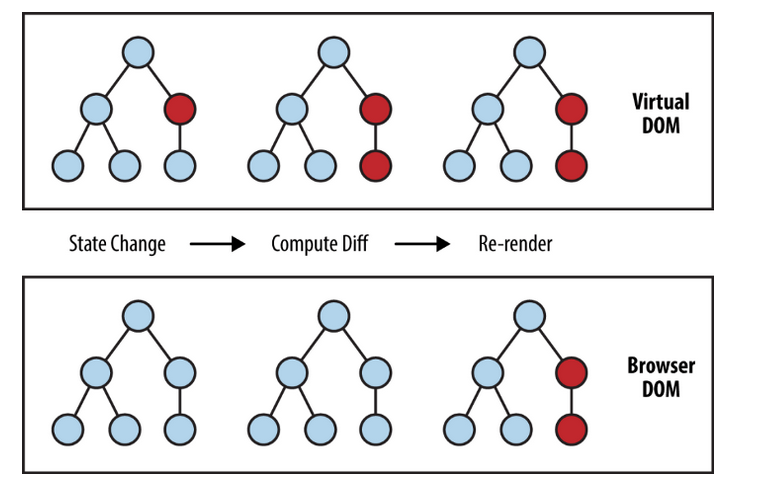 Virtual
DOM
State Change
Compute Diff
Re-render
Browser
DOM